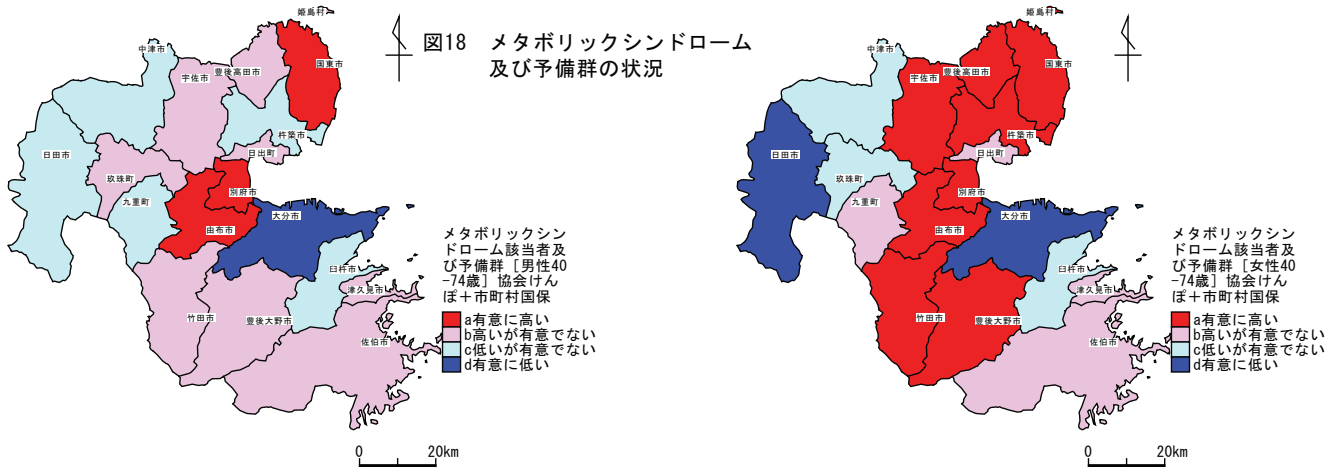 図18 メタボリックシンドローム
及び予備群の状況
姫島村
中津市
豊後高田市
国東市
宇佐市
杵築市
日田市
日出町
玖珠町
別府市
九重町
大分市
由布市
臼杵市
津久見市
竹田市
豊後大野市
佐伯市
メタボリックシン
ドローム該当者及
び予備群［男性40
-74歳］協会けん
ぽ＋市町村国保
a有意に高い
b高いが有意でない
c低いが有意でない
d有意に低い
0 20km
姫島村
中津市
豊後高田市
国東市
宇佐市
杵築市
日田市
日出町
玖珠町
別府市
九重町
大分市
由布市
臼杵市
津久見市
竹田市
豊後大野市
佐伯市
メタボリックシン
ドローム該当者及
び予備群［女性40
-74歳］協会けん
ぽ＋市町村国保
a有意に高い
b高いが有意でない
c低いが有意でない
d有意に低い
0 20km